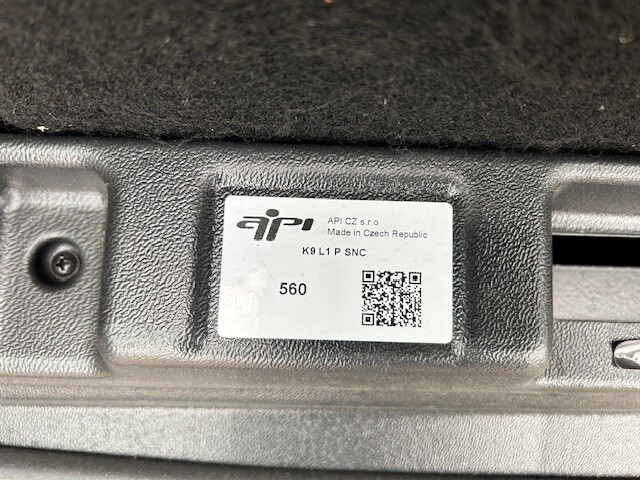 api
API CZ s.r.o
Made in Czech Republic
K9 L1 P SNC
560